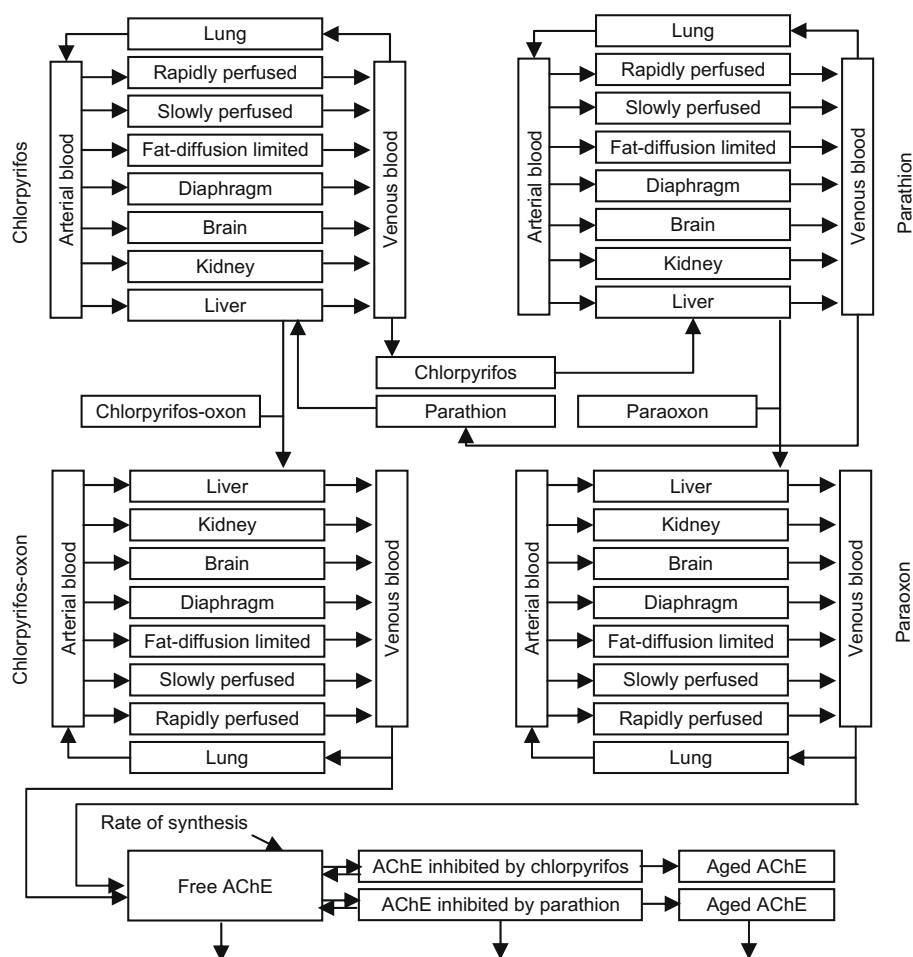 Chlorpyrifos
Arterial blood
Lung
Rapidly perfused
Slowly perfused
Fat-diffusion limited
Diaphragm
Brain
Kidney
Liver
Venous blood
Arterial blood
Lung
Rapidly perfused
Slowly perfused
Fat-diffusion limited
Diaphragm
Brain
Kidney
Liver
Venous blood
Parathion
Chlorpyrifos
Chlorpyrifos-oxon
Parathion
Paraoxon
Chlorpyrifos-oxon
Arterial blood
Liver
Kidney
Brain
Diaphragm
Fat-diffusion limited
Slowly perfused
Rapidly perfused
Lung
Venous blood
Arterial blood
Liver
Kidney
Brain
Diaphragm
Fat-diffusion limited
Slowly perfused
Rapidly perfused
Lung
Venous blood
Paraoxon
Rate of synthesis
Free AChE
AChE inhibited by chlorpyrifos
Aged AChE
AChE inhibited by parathion
Aged AChE